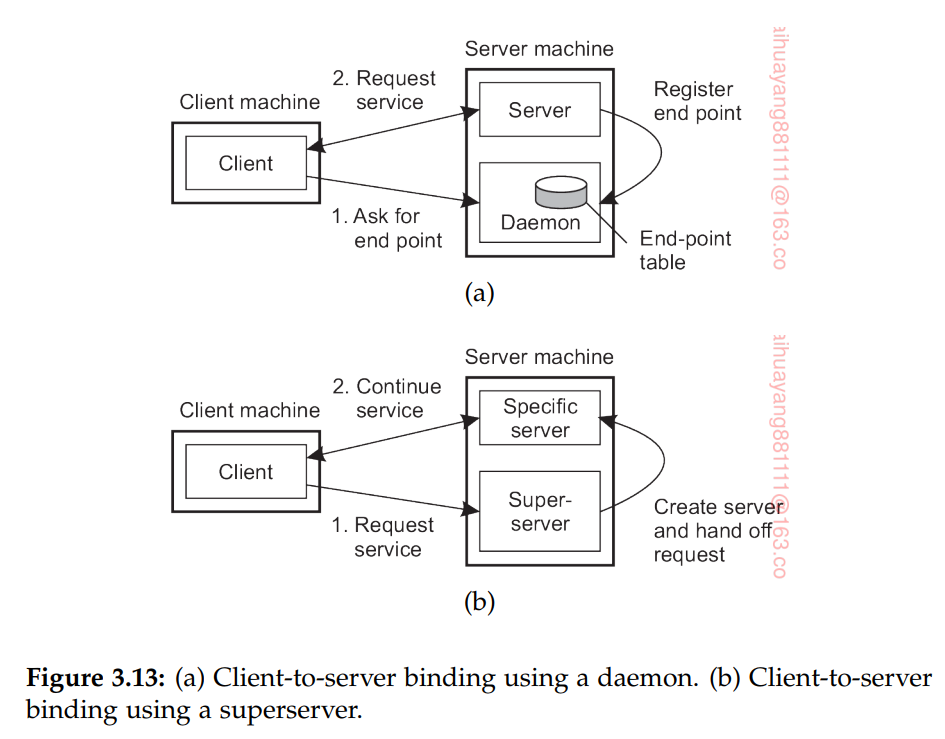 Server machine
2. Request
service
Client machine
Client
Server
Register
end point
1. Ask for
end point
Daemon
End-point
table
(a)
aihuayang881111@163.co
Server machine
2. Continue
service
Client machine
Client
Specific
server
1. Request
service
Super-
server
Create server
and hand off
request
(b)
aihuayang881111@163.co
Figure 3.13: (a) Client-to-server binding using a daemon. (b) Client-to-server
binding using a superserver.